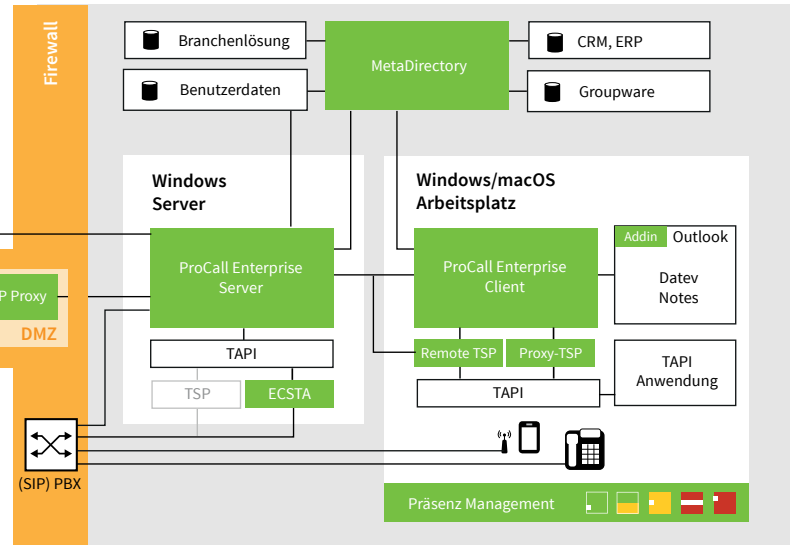 Firewall
Branchenlösung
Benutzerdaten
MetaDirectory
CRM, ERP
Groupware
Windows
Server
Windows/macOS
Arbeitsplatz
ProCall Enterprise
Server
ProCall Enterprise
Client
Addin Outlook
Datev
Notes
P Proxy
DMZ
TAPI
TSP
ECSTA
Remote TSP
Proxy-TSP
TAPI
TAPI
Anwendung
(SIP) PBX
Präsenz Management